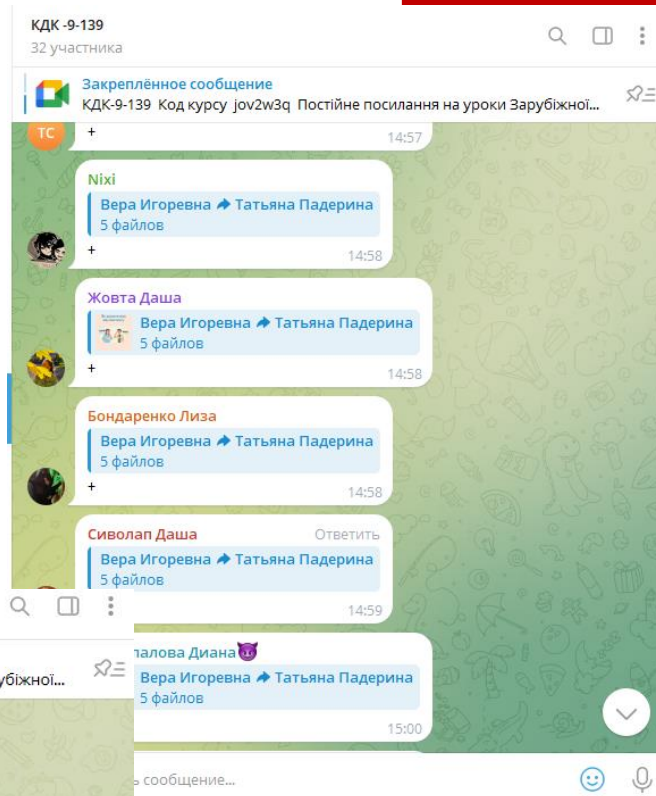 КДК -9-139
32 участника
Закреплённое сообщение
КДК-9-139 Код курсу jov2w3q Постійне посилання на уроки Зарубіжної...
ТС
+
14:57
Nixi
Вера Игоревна Татьяна Падерина
5 файлов
+
14:58
Жовта Даша
Вера Игоревна Татьяна Падерина
5 файлов
+
14:58
Бондаренко Лиза
Вера Игоревна Татьяна Падерина
5 файлов
+
14:58
Сиволап Даша
Ответить
Вера Игоревна Татьяна Падерина
5 файлов
14:59
убіжної...
палова Диана😈
Вера Игоревна Татьяна Падерина
5 файлов
15:00
сообщение...